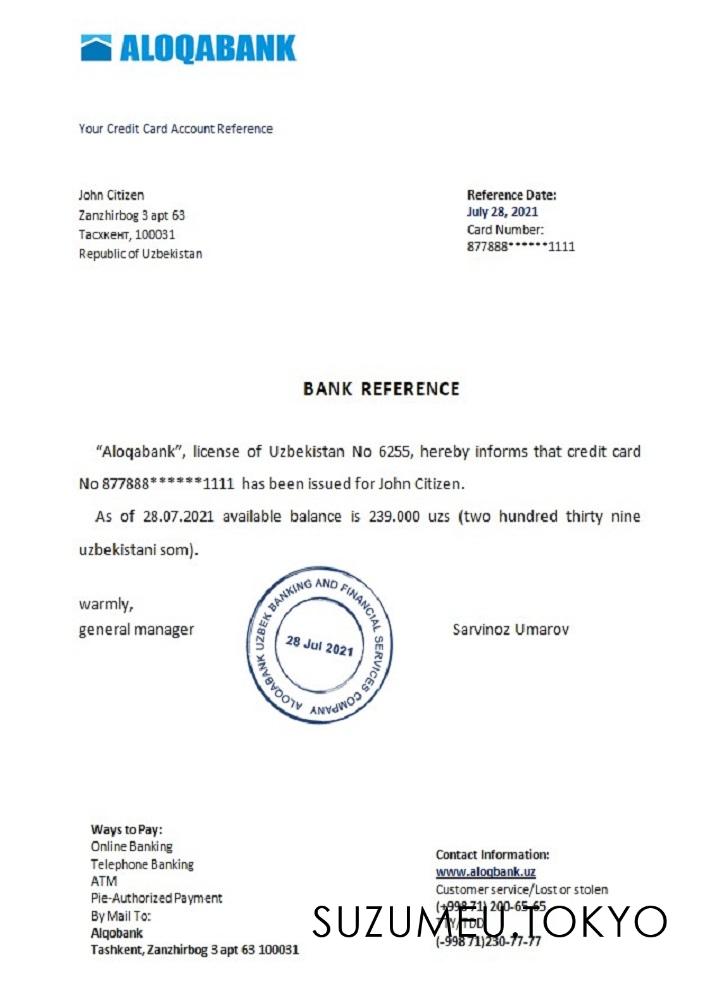 ALOQABANK
Your Credit Card Account Reference
John Citizen
Zanzhirbog 3 apt 63
Тасхкент, 100031
Republic of Uzbekistan
Reference Date:
July 28, 2021
Card Number:
877888******1111
BANK REFERENCE
“Aloqabank”, license of Uzbekistan No 6255, hereby informs that credit card
No 877888******1111 has been issued for John Citizen.
As of 28.07.2021 available balance is 239.000 uzs (two hundred thirty nine
uzbekistani som).
warmly,
general manager
ALOQABANK UZBEK BANKING AND FINANCIAL SERVICES COMPANY
28 Jul 2021
Sarvinoz Umarov
Ways to Pay:
Online Banking
Telephone Banking
ATM
Pie-Authorized Payment
By Mail To:
Alqobank
Tashkent, Zanzhirbog 3 apt 63 100031
Contact Information:
www.aloqbank.uz
Customer service/Lost or stolen
(+998 71) 200-65-65
TTY/TDD
(-998 71)230-77-77
SUZUMEU.TOKYO